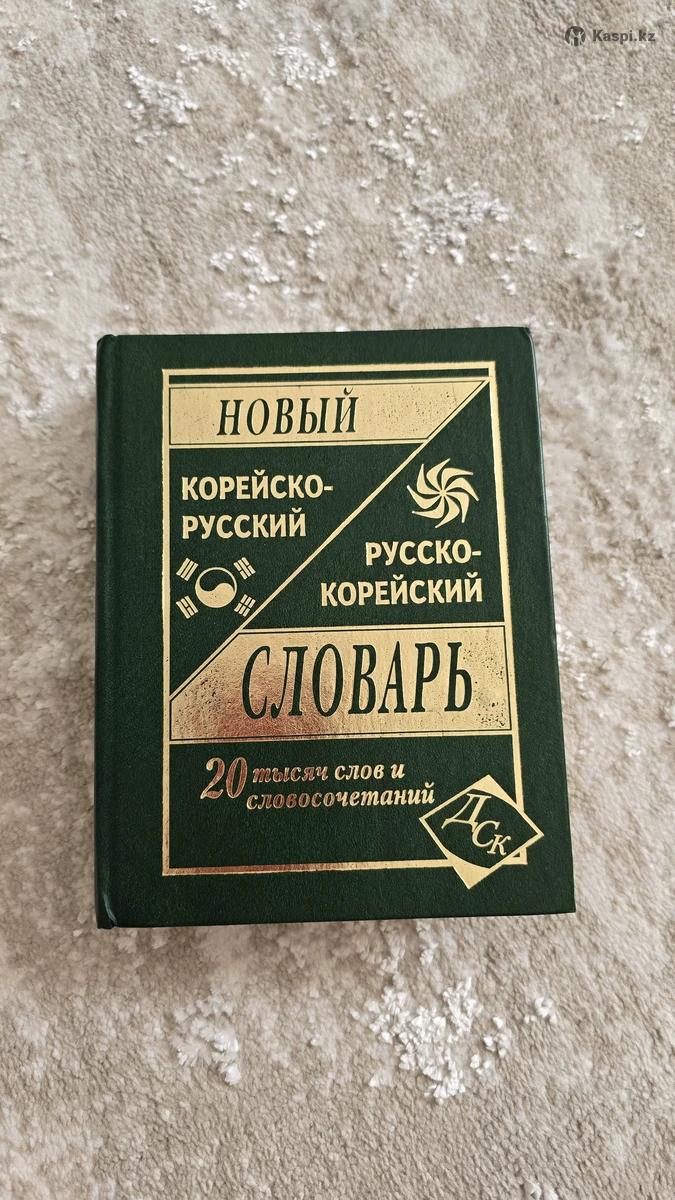 Kaspi.kz
НОВЫЙ
КОРЕЙСКО-
РУССКИЙ
РУССКО-
КОРЕЙСКИЙ
СЛОВАРЬ
20 тысяч слов и
словосочетаний
ДСК